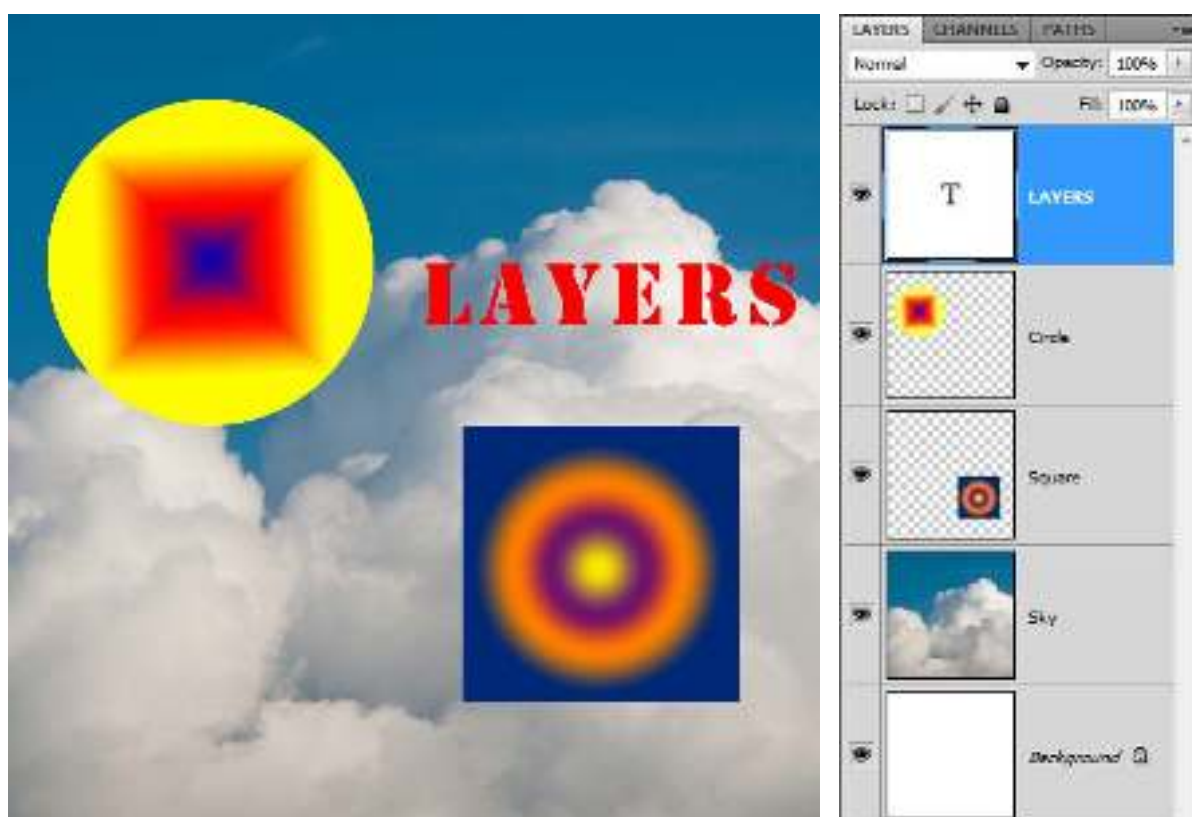 LAYERS
LAYERS CHANNELS PATHS
Normal Opacity: 100%
Lock: Fill: 100%
T
LAYERS
Circle
Square
Sky
Background